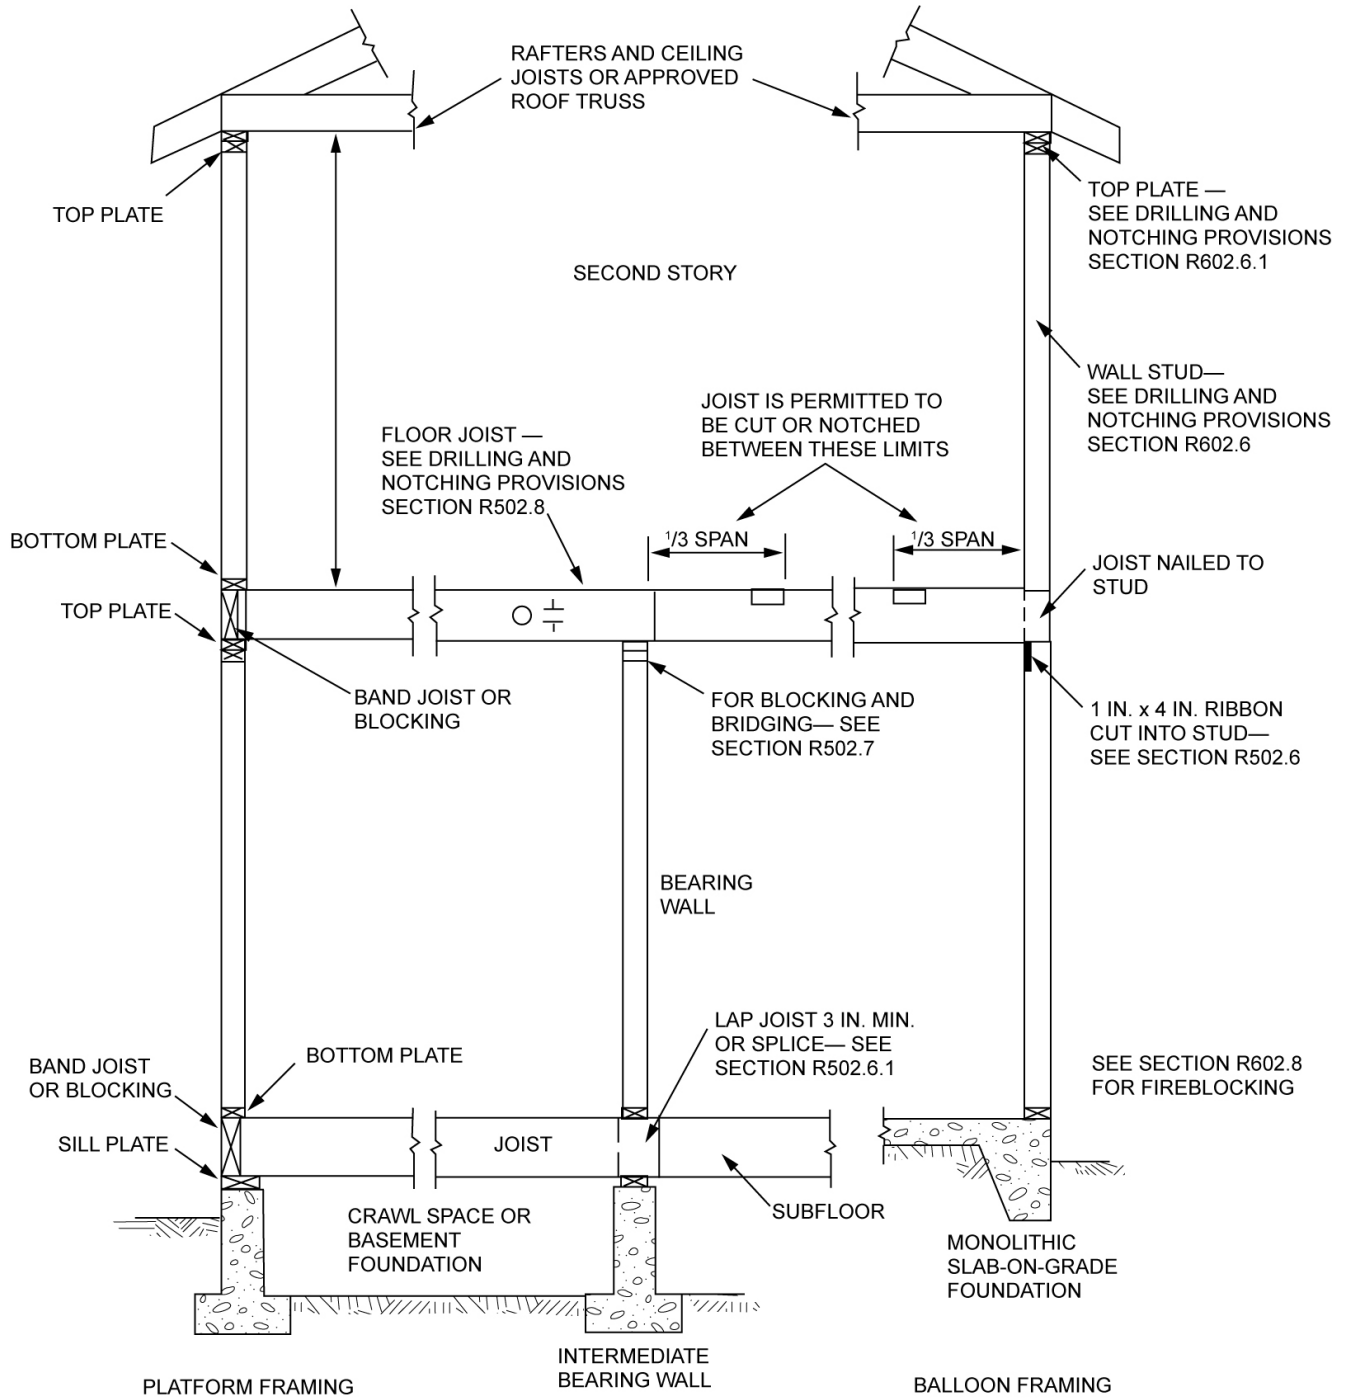 RAFTERS AND CEILING
JOISTS OR APPROVED
ROOF TRUSS
TOP PLATE
TOP PLATE —
SEE DRILLING AND
NOTCHING PROVISIONS
SECTION R602.6.1
SECOND STORY
WALL STUD—
SEE DRILLING AND
NOTCHING PROVISIONS
SECTION R602.6
JOIST IS PERMITTED TO
BE CUT OR NOTCHED
BETWEEN THESE LIMITS
FLOOR JOIST —
SEE DRILLING AND
NOTCHING PROVISIONS
SECTION R502.8
BOTTOM PLATE
1/3 SPAN
1/3 SPAN
JOIST NAILED TO
STUD
TOP PLATE
BAND JOIST OR
BLOCKING
FOR BLOCKING AND
BRIDGING— SEE
SECTION R502.7
1 IN. x 4 IN. RIBBON
CUT INTO STUD—
SEE SECTION R502.6
BEARING
WALL
LAP JOIST 3 IN. MIN.
OR SPLICE— SEE
SECTION R502.6.1
BOTTOM PLATE
BAND JOIST
OR BLOCKING
SEE SECTION R602.8
FOR FIREBLOCKING
SILL PLATE
JOIST
SUBFLOOR
CRAWL SPACE OR
BASEMENT
FOUNDATION
MONOLITHIC
SLAB-ON-GRADE
FOUNDATION
PLATFORM FRAMING
INTERMEDIATE
BEARING WALL
BALLOON FRAMING